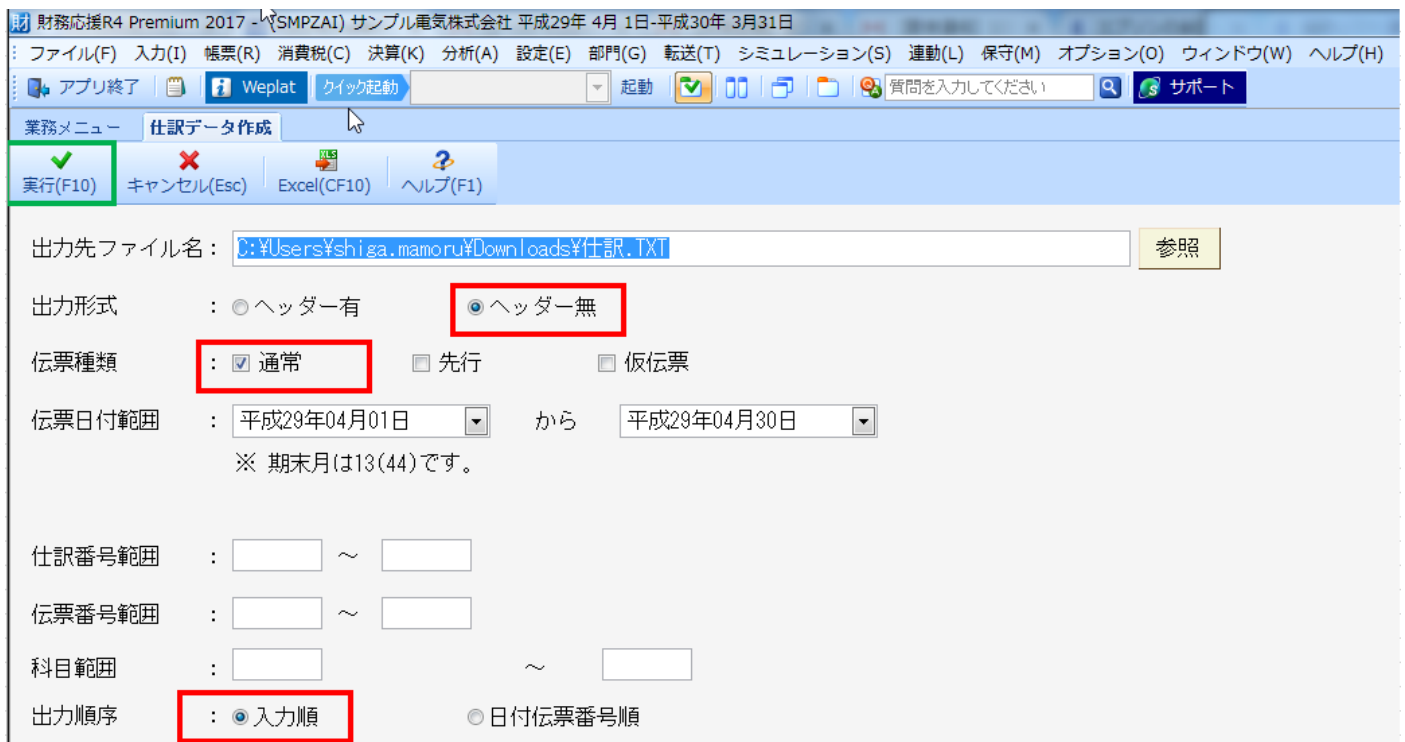 財 財務応援R4 Premium 2017 - (SMPZAI) サンプル電気株式会社 平成29年 4月 1日-平成30年 3月31日
ファイル(F) 入力(I) 帳票(R) 消費税(C) 決算(K) 分析(A) 設定(E) 部門(G) 転送(T) シミュレーション(S) 連動(L) 保守(M) オプション(O) ウィンドウ(W) ヘルプ(H)
アプリ終了 i Weplat クイック起動 起動 質問を入力してください S サポート
業務メニュー 仕訳データ作成
実行(F10) キャンセル(Esc) XLS Excel(CF10) ヘルプ(F1)
出力先ファイル名: C:¥Users¥shiga.mamoru¥Downloads¥仕訳.TXT 参照
出力形式 : ヘッダー有 ヘッダー無
伝票種類 : 通常 先行 仮伝票
伝票日付範囲 : 平成29年04月01日 から 平成29年04月30日
※ 期末月は13(44)です。
仕訳番号範囲 : ～
伝票番号範囲 : ～
科目範囲 : ～
出力順序 : 入力順 日付伝票番号順